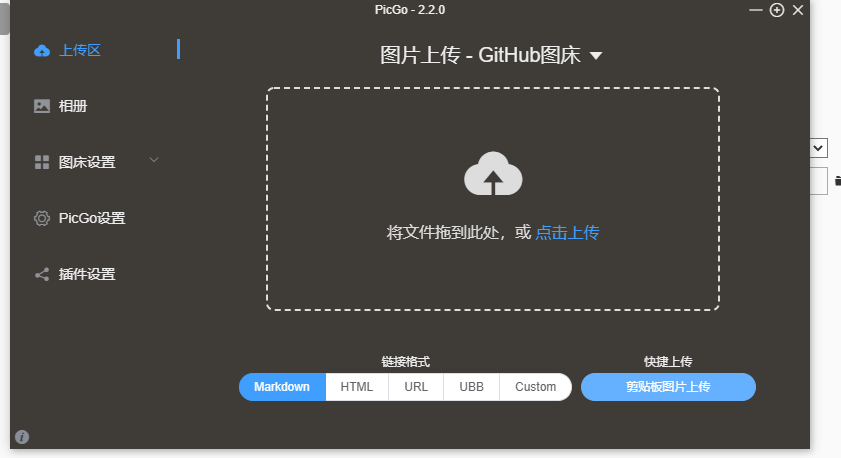 PicGo - 2.2.0
上传区
相册
图床设置
PicGo设置
插件设置
图片上传 - GitHub图床
将文件拖到此处，或 点击上传
链接格式
Markdown HTML URL UBB Custom
快捷上传
剪贴板图片上传